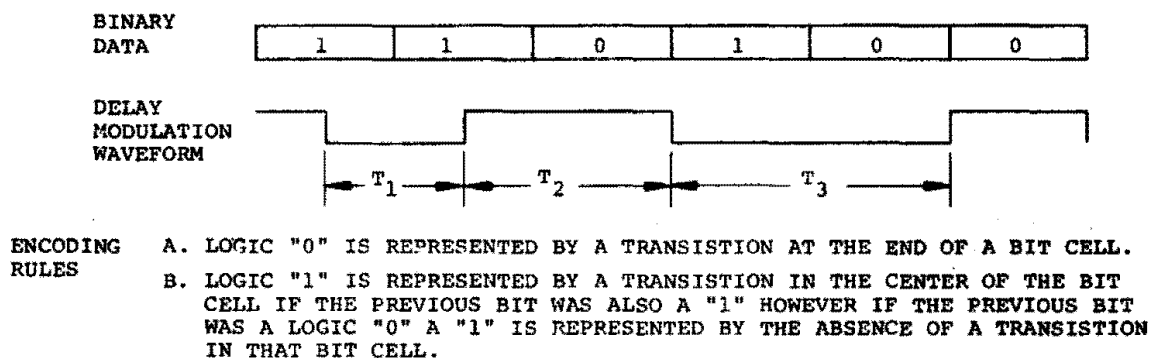 BINARY
DATA
1 1 0 1 0 0
DELAY
MODULATION
WAVEFORM
T1 T2 T3
ENCODING
RULES
A. LOGIC "0" IS REPRESENTED BY A TRANSISTION AT THE END OF A BIT CELL.
B. LOGIC "1" IS REPRESENTED BY A TRANSISTION IN THE CENTER OF THE BIT
CELL IF THE PREVIOUS BIT WAS ALSO A "1" HOWEVER IF THE PREVIOUS BIT
WAS A LOGIC "0" A "1" IS REPRESENTED BY THE ABSENCE OF A TRANSISTION
IN THAT BIT CELL.